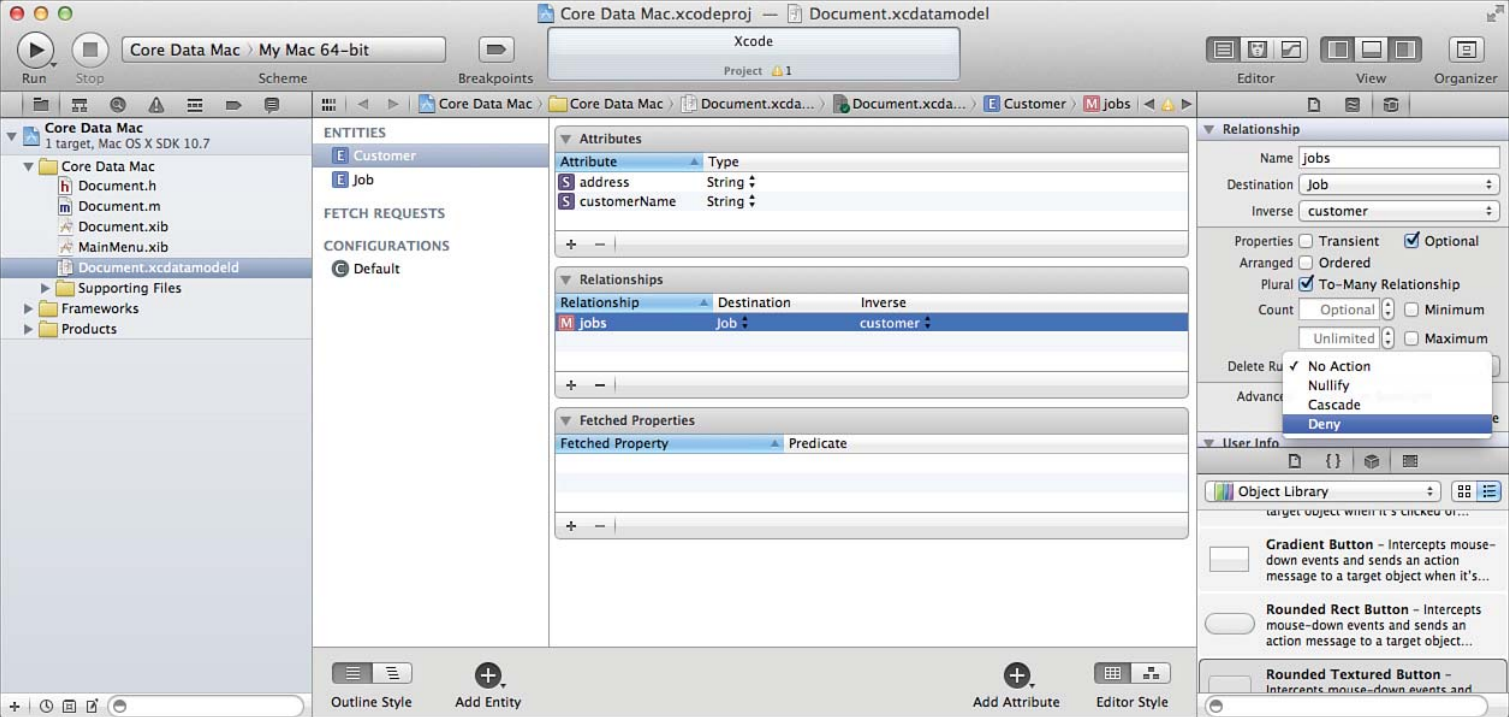 Core Data Mac.xcodeproj — Document.xcdatamodel
Core Data Mac My Mac 64-bit
Xcode
Project 1
Run Stop Scheme Breakpoints Editor View Organizer
Core Data Mac
1 target, Mac OS X SDK 10.7
Core Data Mac
Document.h
Document.m
Document.xib
MainMenu.xib
Document.xcdatamodeld
Supporting Files
Frameworks
Products
Core Data Mac Core Data Mac Document.xcda... Document.xcda... E Customer M jobs
ENTITIES
E Customer
E Job
FETCH REQUESTS
CONFIGURATIONS
C Default
Attributes
Attribute Type
S address String
S customerName String
Relationships
Relationship Destination Inverse
M jobs Job customer
Fetched Properties
Fetched Property Predicate
Outline Style Add Entity Add Attribute Editor Style
Relationship
Name jobs
Destination Job
Inverse customer
Properties Transient Optional
Arranged Ordered
Plural To-Many Relationship
Count Optional Minimum
Unlimited Maximum
Delete Ru ✓ No Action
Nullify
Advance Cascade
Deny e
User Info
Object Library
target object when it's clicked or...
Gradient Button – Intercepts mouse-
down events and sends an action
message to a target object when it's...
Rounded Rect Button – Intercepts
mouse-down events and sends an
action message to a target object...
Rounded Textured Button –
Intercepts mouse-down events and